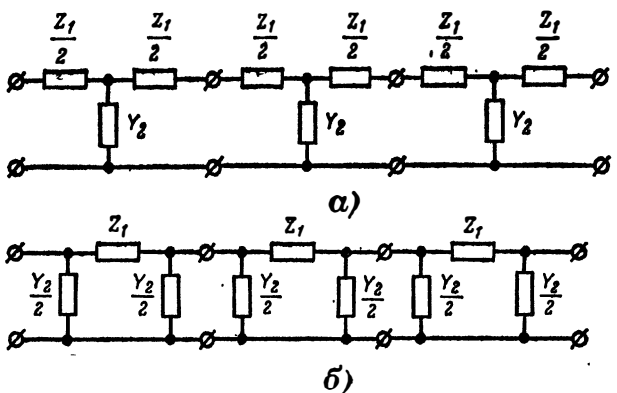 Z₁/2 Z₁/2 Z₁/2 Z₁/2 Z₁/2 Z₁/2
Y₂ Y₂ Y₂
а)
Z₁ Z₁ Z₁
Y₂/2 Y₂/2 Y₂/2 Y₂/2 Y₂/2 Y₂/2
б)